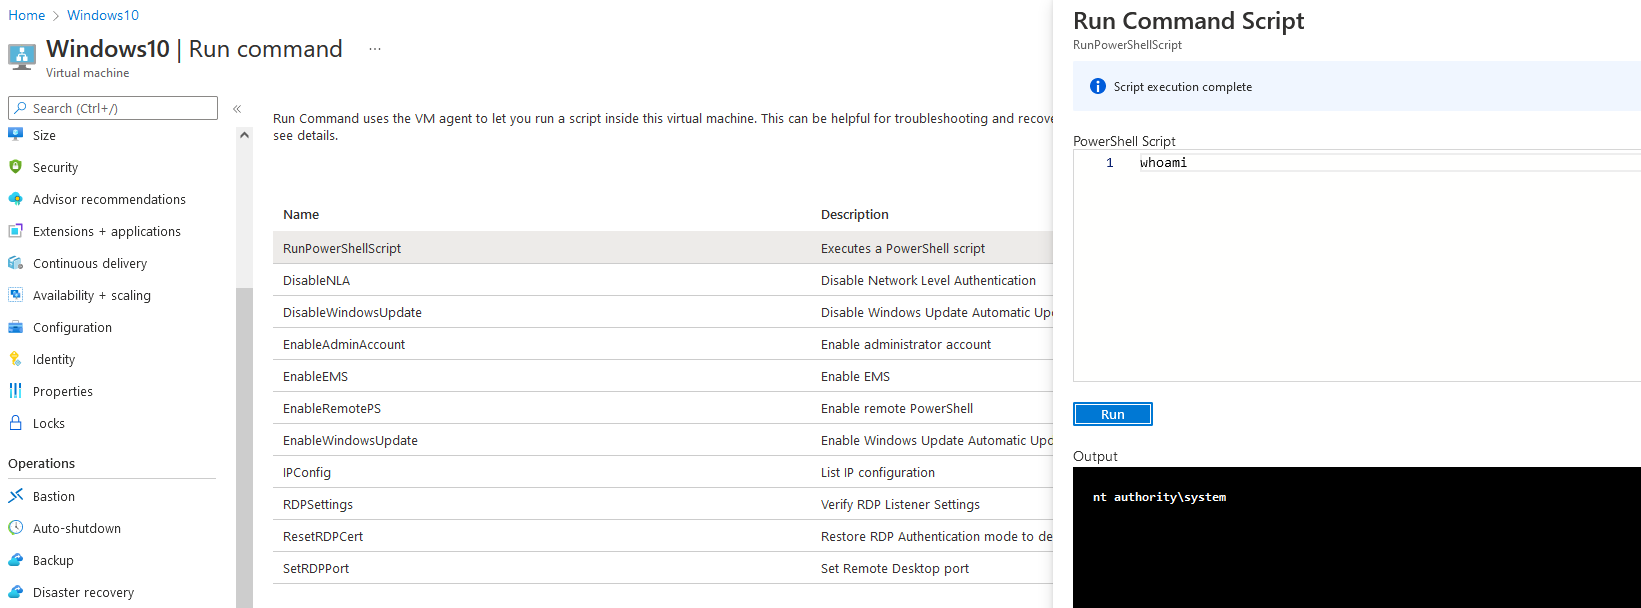 Home > Windows10
Windows10 | Run command ...
Virtual machine
Search (Ctrl+/)
«
Size
Security
Advisor recommendations
Extensions + applications
Continuous delivery
Availability + scaling
Configuration
Identity
Properties
Locks
Operations
Bastion
Auto-shutdown
Backup
Disaster recovery
Run Command uses the VM agent to let you run a script inside this virtual machine. This can be helpful for troubleshooting and recove
see details.
Name Description
RunPowerShellScript Executes a PowerShell script
DisableNLA Disable Network Level Authentication
DisableWindowsUpdate Disable Windows Update Automatic Upd
EnableAdminAccount Enable administrator account
EnableEMS Enable EMS
EnableRemotePS Enable remote PowerShell
EnableWindowsUpdate Enable Windows Update Automatic Upd
IPConfig List IP configuration
RDPSettings Verify RDP Listener Settings
ResetRDPCert Restore RDP Authentication mode to de
SetRDPPort Set Remote Desktop port
Run Command Script
RunPowerShellScript
Script execution complete
PowerShell Script
1 whoami
Run
Output
nt authority\system